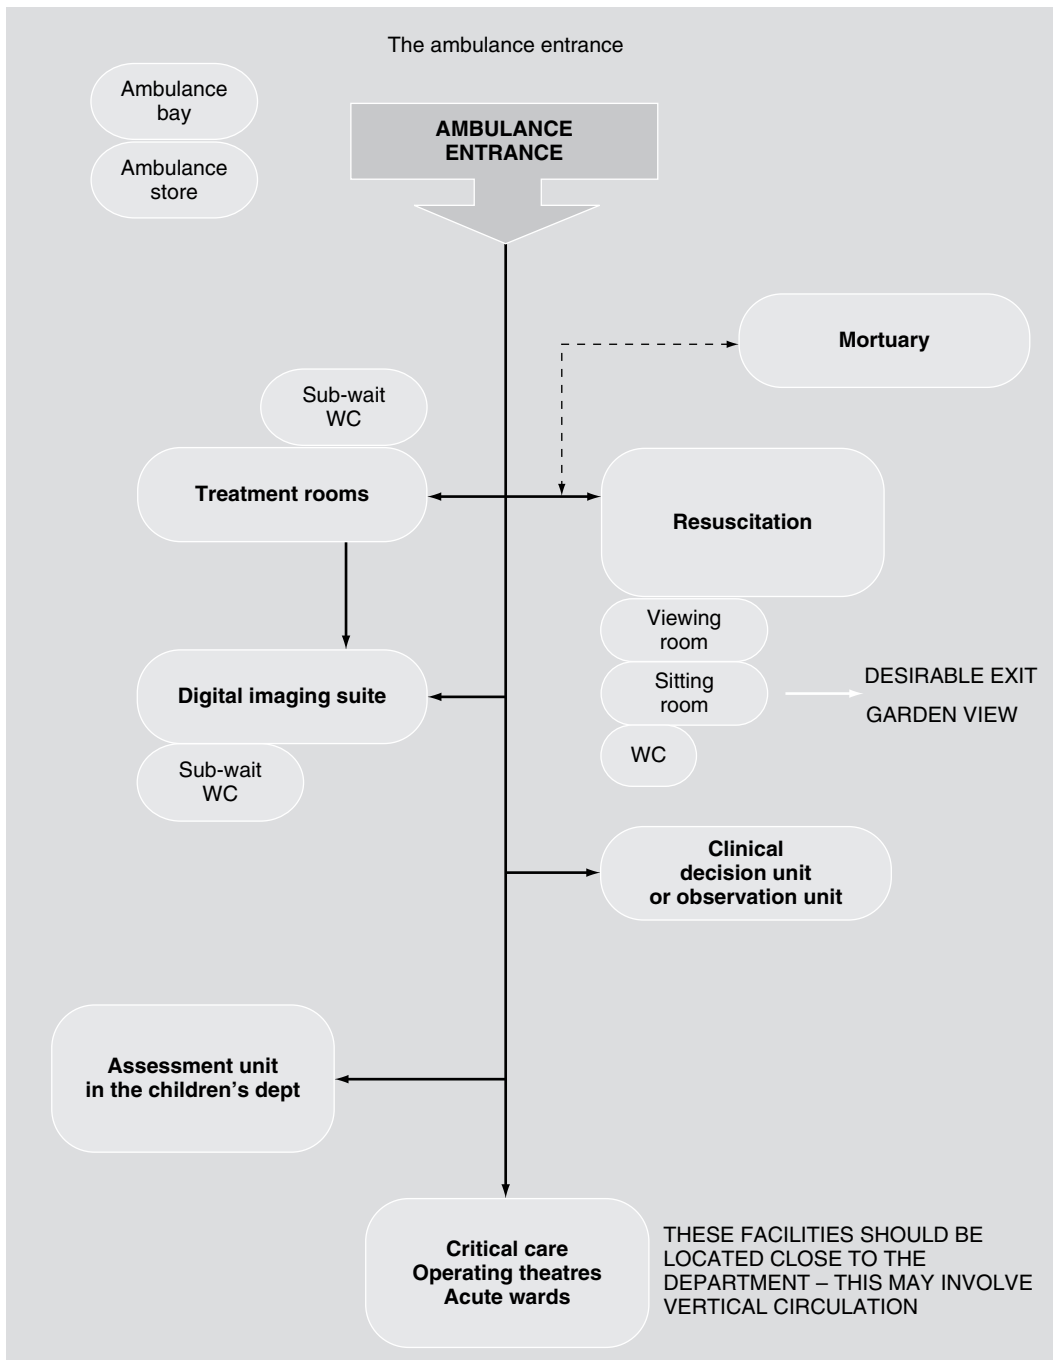 The ambulance entrance
Ambulance
bay
Ambulance
store
AMBULANCE
ENTRANCE
Mortuary
Sub-wait
WC
Treatment rooms
Resuscitation
Viewing
room
Sitting
room
DESIRABLE EXIT
GARDEN VIEW
WC
Digital imaging suite
Sub-wait
WC
Clinical
decision unit
or observation unit
Assessment unit
in the children’s dept
Critical care
Operating theatres
Acute wards
THESE FACILITIES SHOULD BE
LOCATED CLOSE TO THE
DEPARTMENT – THIS MAY INVOLVE
VERTICAL CIRCULATION